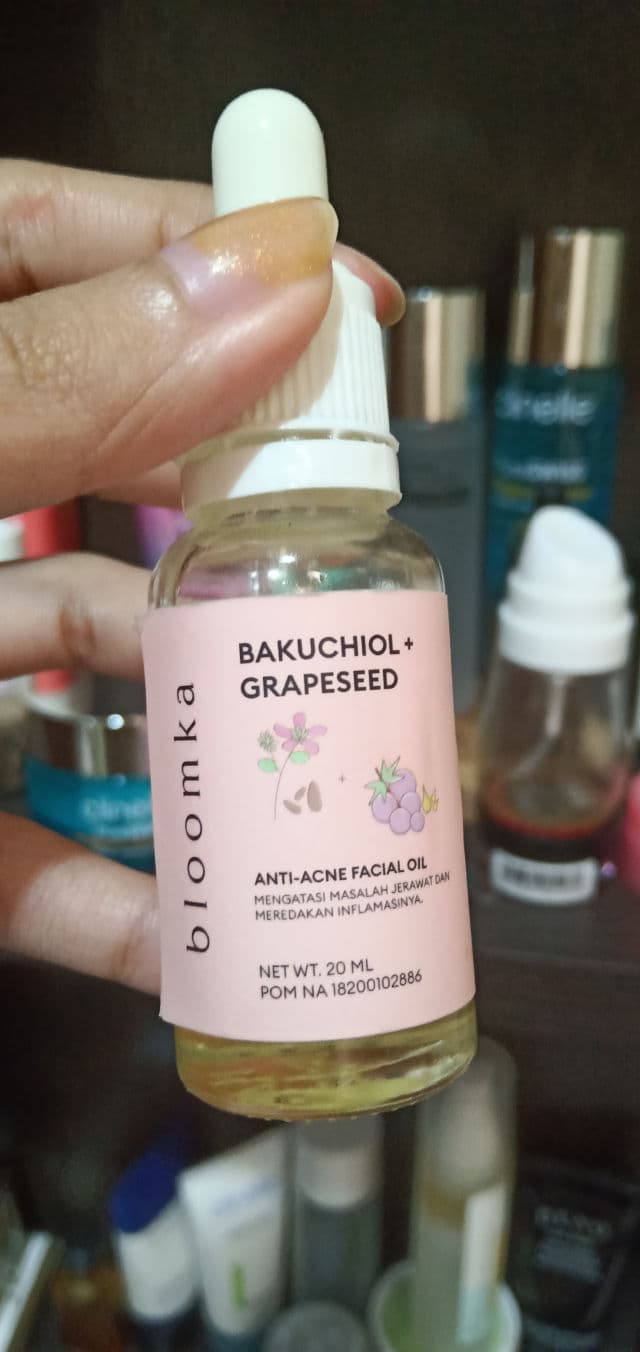 bloomka
BAKUCHIOL +
GRAPESEED
+
ANTI-ACNE FACIAL OIL
MENGATASI MASALAH JERAWAT DAN
MEREDAKAN INFLAMASINYA.
NET WT. 20 ML
POM NA 18200102886